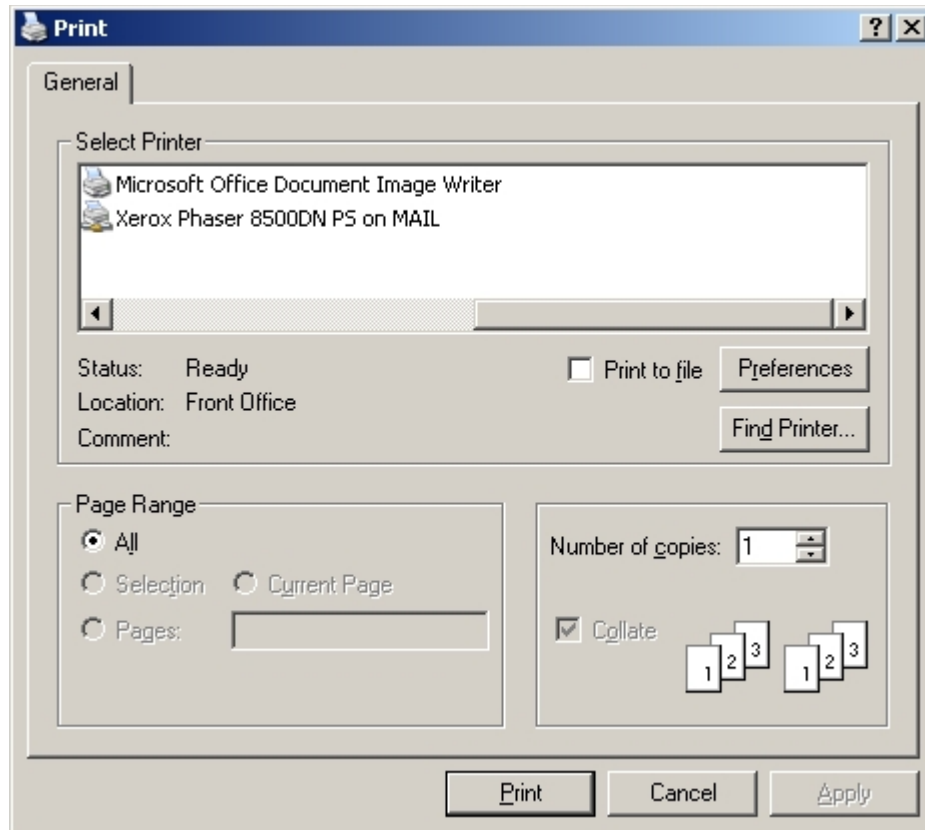 Print
General
Select Printer
Microsoft Office Document Image Writer
Xerox Phaser 8500DN PS on MAIL
Status: Ready
Print to file
Preferences
Location: Front Office
Comment:
Find Printer...
Page Range
All
Selection
Current Page
Pages:
Number of copies: 1
Collate
1 2 3 1 2 3
Print
Cancel
Apply